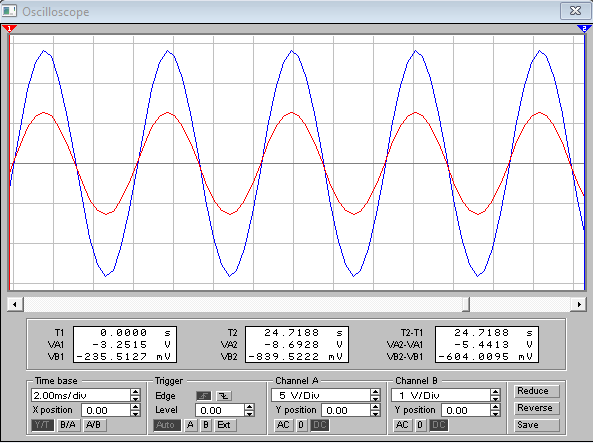 Oscilloscope
1 2
T1 0.0000 s T2 24.7188 s T2-T1 24.7188 s
VA1 -3.2515 V VA2 -8.6928 V VA2-VA1 -5.4413 V
VB1 -235.5127 mV VB2 -839.5222 mV VB2-VB1 -604.0095 mV
Time base Trigger Channel A Channel B Reduce
2.00ms/div Edge 5 V/Div 1 V/Div Reverse
X position 0.00 Level 0.00 Y position 0.00 Y position 0.00
Y/T B/A A/B Auto A B Ext AC 0 DC AC 0 DC Save